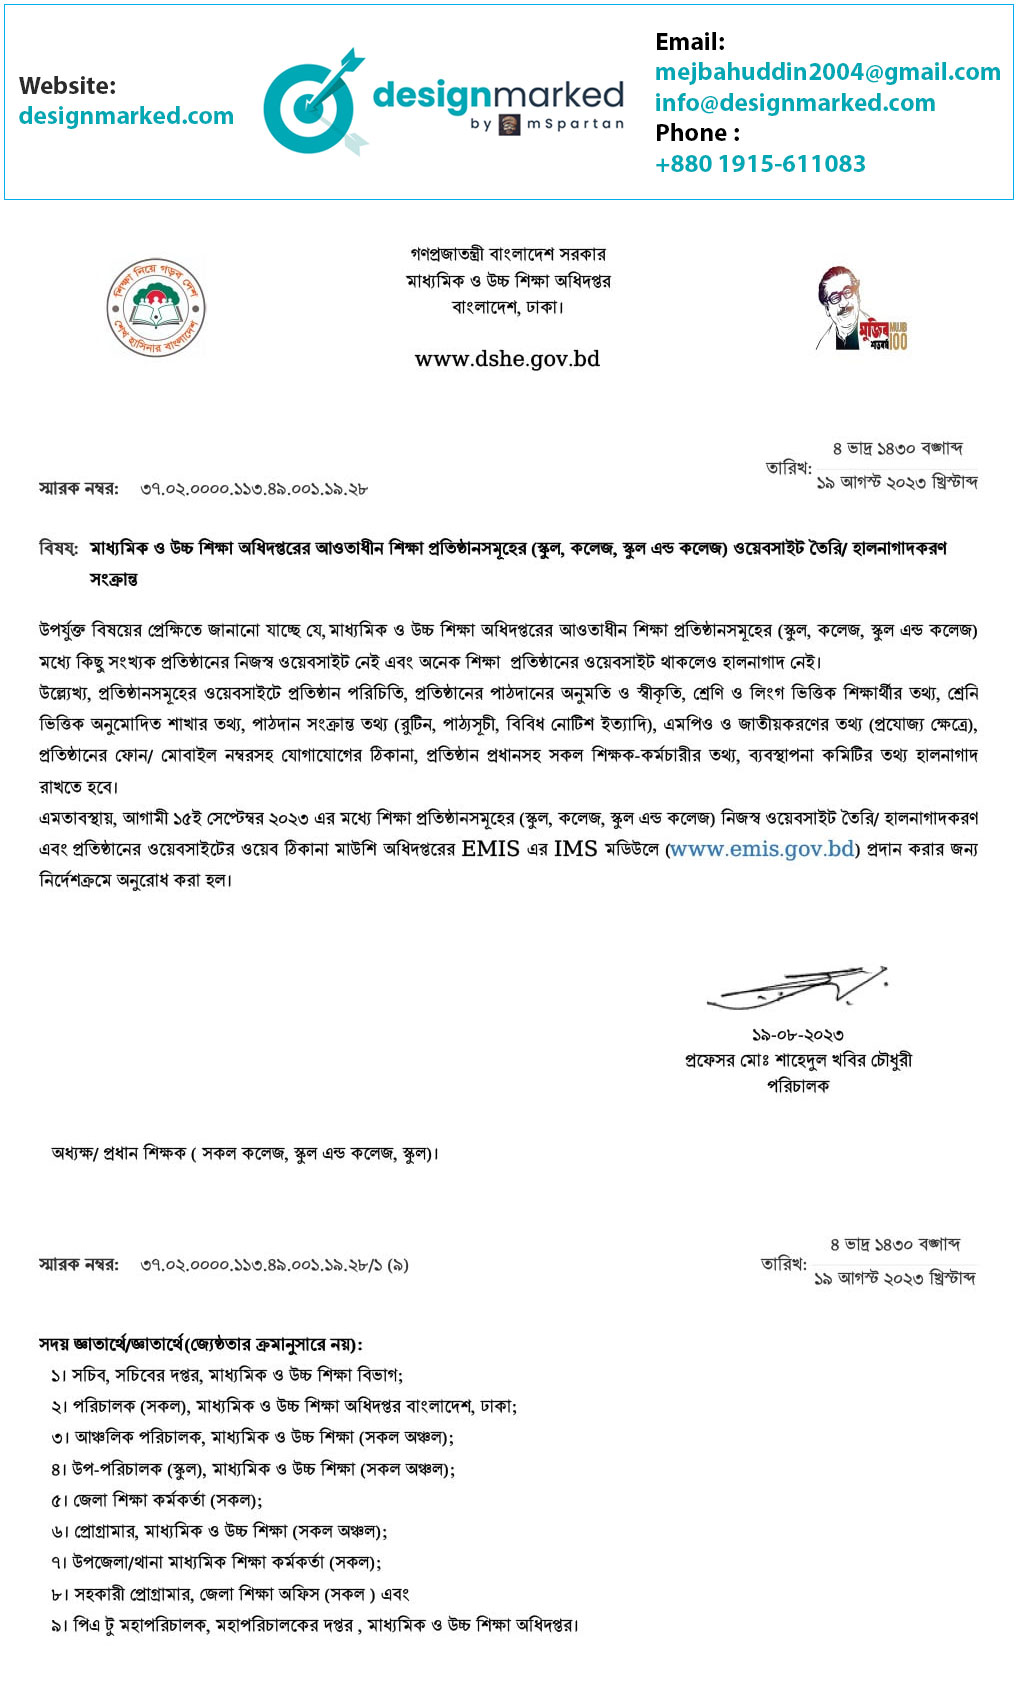 Website:
designmarked.com
designmarked
by mSpartan
Email:
mejbahuddin2004@gmail.com
info@designmarked.com
Phone :
+880 1915-611083
শিক্ষা নিয়ে গড়ব দেশ
শেখ হাসিনার বাংলাদেশ
গণপ্রজাতন্ত্রী বাংলাদেশ সরকার
মাধ্যমিক ও উচ্চ শিক্ষা অধিদপ্তর
বাংলাদেশ, ঢাকা।
www.dshe.gov.bd
মুজিব
শতবর্ষ
MUJIB
100
৪ ভাদ্র ১৪৩০ বঙ্গাব্দ
তারিখ:
১৯ আগস্ট ২০২৩ খ্রিস্টাব্দ
স্মারক নম্বর: ৩৭.০২.০০০০.১১৩.৪৯.০০১.১৯.২৮
বিষয়: মাধ্যমিক ও উচ্চ শিক্ষা অধিদপ্তরের আওতাধীন শিক্ষা প্রতিষ্ঠানসমূহের (স্কুল, কলেজ, স্কুল এন্ড কলেজ) ওয়েবসাইট তৈরি/ হালনাগাদকরণ
সংক্রান্ত
উপর্যুক্ত বিষয়ের প্রেক্ষিতে জানানো যাচ্ছে যে, মাধ্যমিক ও উচ্চ শিক্ষা অধিদপ্তরের আওতাধীন শিক্ষা প্রতিষ্ঠানসমূহের (স্কুল, কলেজ, স্কুল এন্ড কলেজ)
মধ্যে কিছু সংখ্যক প্রতিষ্ঠানের নিজস্ব ওয়েবসাইট নেই এবং অনেক শিক্ষা প্রতিষ্ঠানের ওয়েবসাইট থাকলেও হালনাগাদ নেই।
উল্ল্যেখ্য, প্রতিষ্ঠানসমূহের ওয়েবসাইটে প্রতিষ্ঠান পরিচিতি, প্রতিষ্ঠানের পাঠদানের অনুমতি ও স্বীকৃতি, শ্রেণি ও লিংগ ভিত্তিক শিক্ষার্থীর তথ্য, শ্রেনি
ভিত্তিক অনুমোদিত শাখার তথ্য, পাঠদান সংক্রান্ত তথ্য (রুটিন, পাঠ্যসূচী, বিবিধ নোটিশ ইত্যাদি), এমপিও ও জাতীয়করণের তথ্য (প্রযোজ্য ক্ষেত্রে),
প্রতিষ্ঠানের ফোন/ মোবাইল নম্বরসহ যোগাযোগের ঠিকানা, প্রতিষ্ঠান প্রধানসহ সকল শিক্ষক-কর্মচারীর তথ্য, ব্যবস্থাপনা কমিটির তথ্য হালনাগাদ
রাখতে হবে।
এমতাবস্থায়, আগামী ১৫ই সেপ্টেম্বর ২০২৩ এর মধ্যে শিক্ষা প্রতিষ্ঠানসমূহের (স্কুল, কলেজ, স্কুল এন্ড কলেজ) নিজস্ব ওয়েবসাইট তৈরি/ হালনাগাদকরণ
এবং প্রতিষ্ঠানের ওয়েবসাইটের ওয়েব ঠিকানা মাউশি অধিদপ্তরের EMIS এর IMS মডিউলে (www.emis.gov.bd) প্রদান করার জন্য
নির্দেশক্রমে অনুরোধ করা হল।
১৯-০৮-২০২৩
প্রফেসর মোঃ শাহেদুল খবির চৌধুরী
পরিচালক
অধ্যক্ষ/ প্রধান শিক্ষক ( সকল কলেজ, স্কুল এন্ড কলেজ, স্কুল)।
৪ ভাদ্র ১৪৩০ বঙ্গাব্দ
তারিখ:
১৯ আগস্ট ২০২৩ খ্রিস্টাব্দ
স্মারক নম্বর: ৩৭.০২.০০০০.১১৩.৪৯.০০১.১৯.২৮/১ (৯)
সদয় জ্ঞাতার্থে/জ্ঞাতার্থে(জ্যেষ্ঠতার ক্রমানুসারে নয়):
১। সচিব, সচিবের দপ্তর, মাধ্যমিক ও উচ্চ শিক্ষা বিভাগ;
২। পরিচালক (সকল), মাধ্যমিক ও উচ্চ শিক্ষা অধিদপ্তর বাংলাদেশ, ঢাকা;
৩। আঞ্চলিক পরিচালক, মাধ্যমিক ও উচ্চ শিক্ষা (সকল অঞ্চল);
৪। উপ-পরিচালক (স্কুল), মাধ্যমিক ও উচ্চ শিক্ষা (সকল অঞ্চল);
৫। জেলা শিক্ষা কর্মকর্তা (সকল);
৬। প্রোগ্রামার, মাধ্যমিক ও উচ্চ শিক্ষা (সকল অঞ্চল);
৭। উপজেলা/থানা মাধ্যমিক শিক্ষা কর্মকর্তা (সকল);
৮। সহকারী প্রোগ্রামার, জেলা শিক্ষা অফিস (সকল ) এবং
৯। পিএ টু মহাপরিচালক, মহাপরিচালকের দপ্তর , মাধ্যমিক ও উচ্চ শিক্ষা অধিদপ্তর।